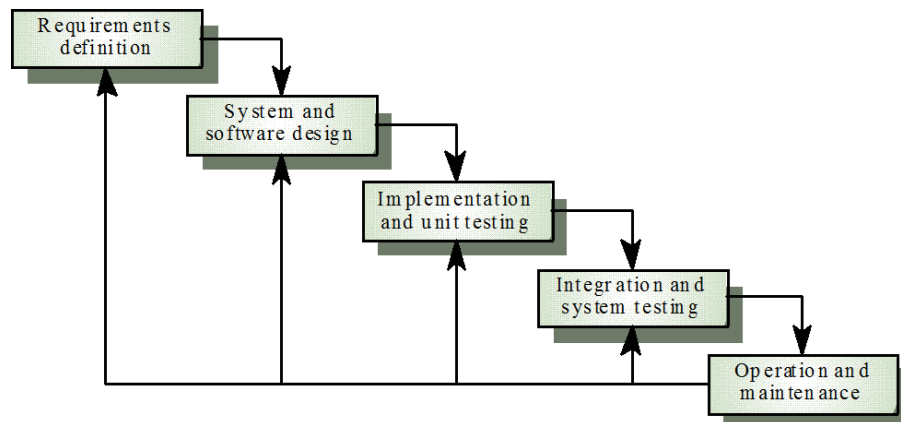 Requirements
definition
System and
software design
Implementation
and unit testing
Integration and
system testing
Operation and
maintenance